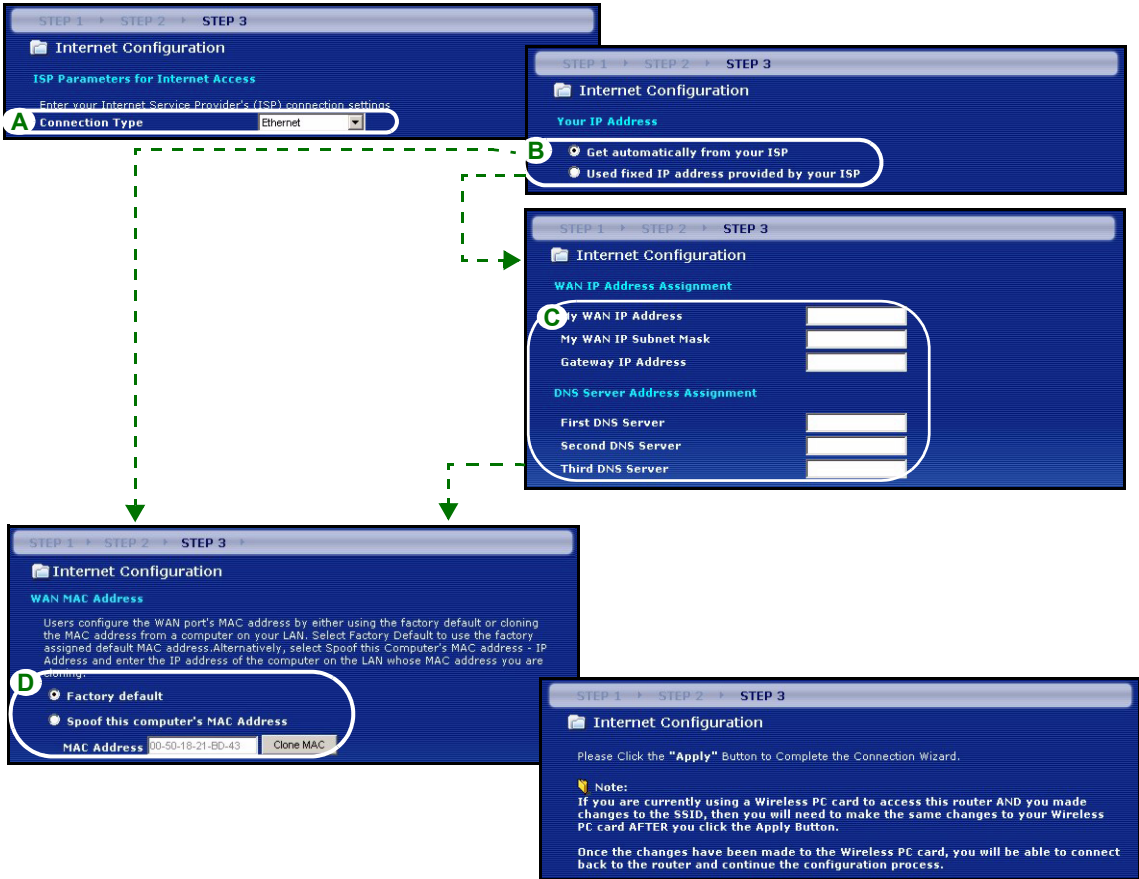 STEP 1 STEP 2 STEP 3
Internet Configuration
ISP Parameters for Internet Access
Enter your Internet Service Provider's (ISP) connection settings
A Connection Type Ethernet
STEP 1 STEP 2 STEP 3
Internet Configuration
Your IP Address
B Get automatically from your ISP
Used fixed IP address provided by your ISP
STEP 1 STEP 2 STEP 3
Internet Configuration
WAN IP Address Assignment
C My WAN IP Address
My WAN IP Subnet Mask
Gateway IP Address
DNS Server Address Assignment
First DNS Server
Second DNS Server
Third DNS Server
STEP 1 STEP 2 STEP 3
Internet Configuration
WAN MAC Address
Users configure the WAN port's MAC address by either using the factory default or cloning
the MAC address from a computer on your LAN. Select Factory Default to use the factory
assigned default MAC address.Alternatively, select Spoof this Computer's MAC address - IP
Address and enter the IP address of the computer on the LAN whose MAC address you are
cloning.
D Factory default
Spoof this computer's MAC Address
MAC Address 00-50-18-21-BD-43 Clone MAC
STEP 1 STEP 2 STEP 3
Internet Configuration
Please Click the "Apply" Button to Complete the Connection Wizard.
Note:
If you are currently using a Wireless PC card to access this router AND you made
changes to the SSID, then you will need to make the same changes to your Wireless
PC card AFTER you click the Apply Button.
Once the changes have been made to the Wireless PC card, you will be able to connect
back to the router and continue the configuration process.